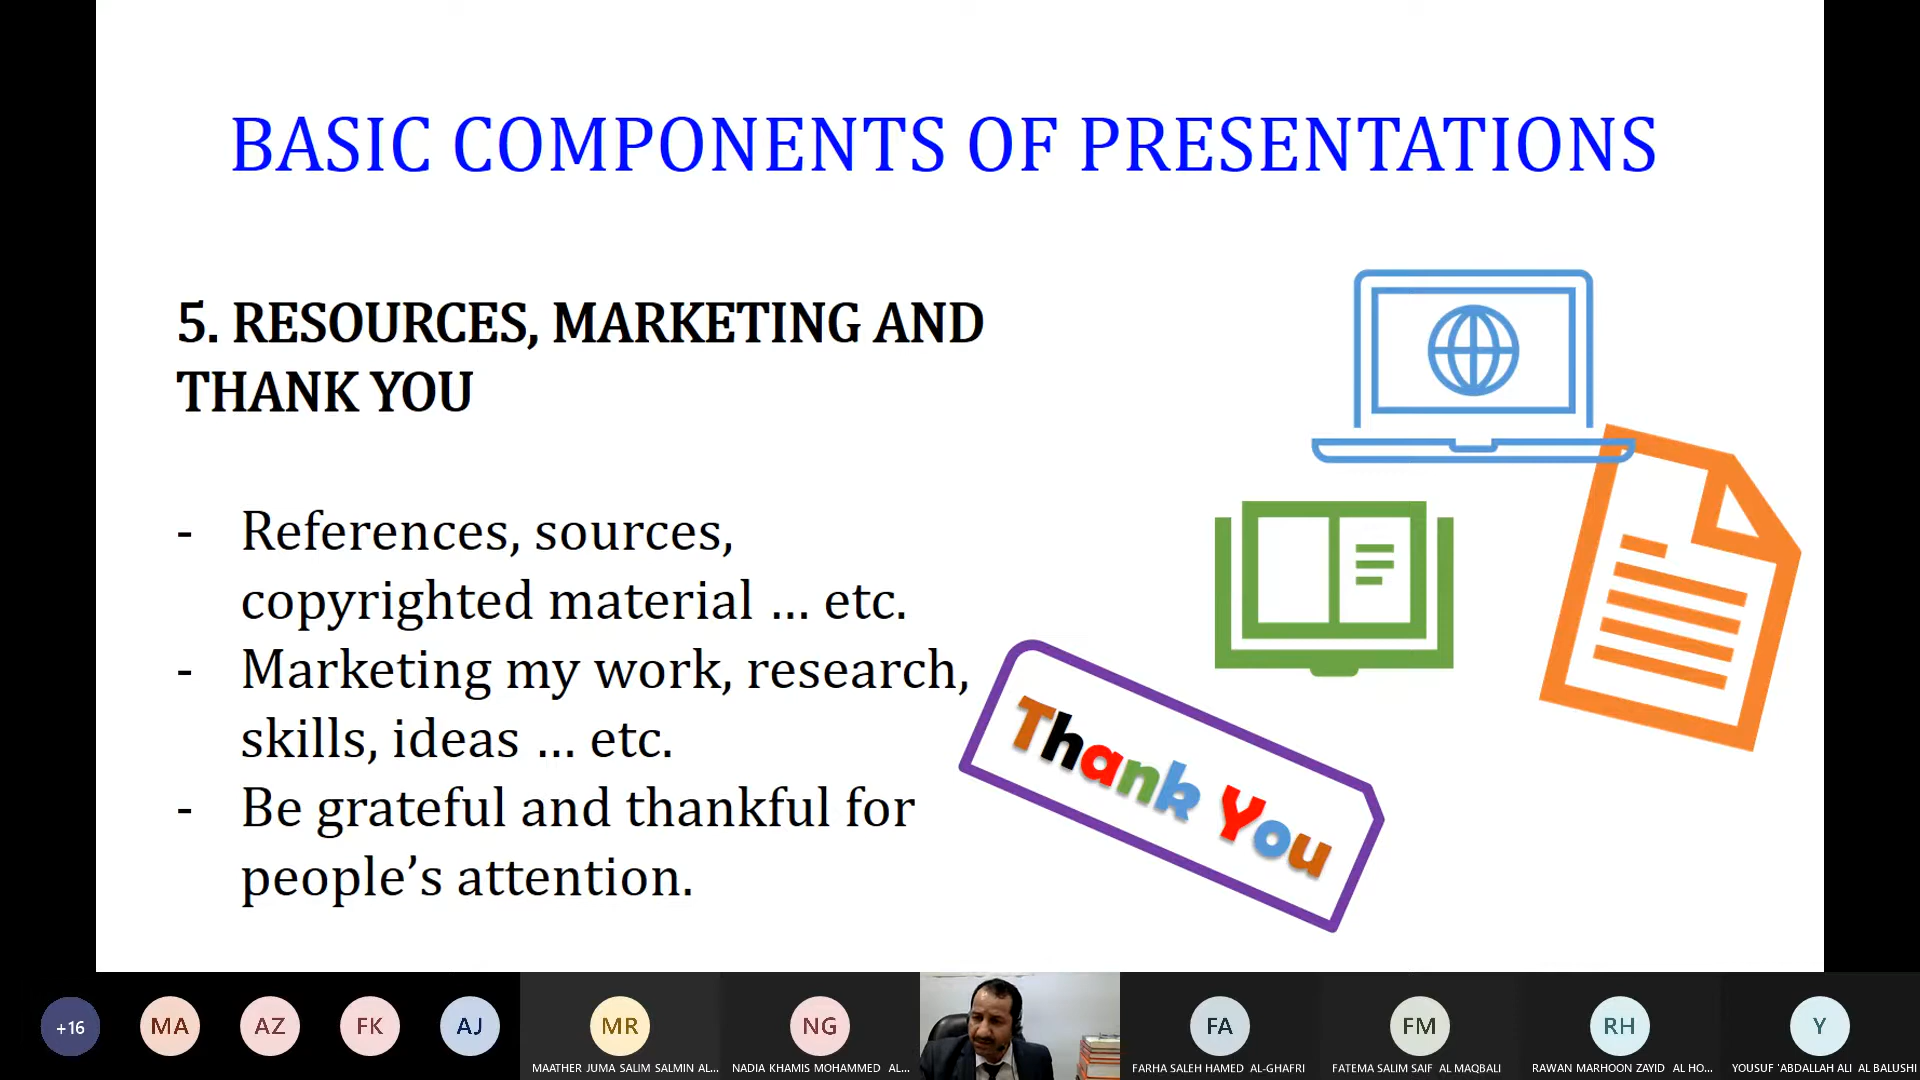 BASIC COMPONENTS OF PRESENTATIONS
5. RESOURCES, MARKETING AND
THANK YOU
- References, sources,
copyrighted material ... etc.
- Marketing my work, research,
skills, ideas ... etc.
- Be grateful and thankful for
people’s attention.
Thank You
+16
MA
AZ
FK
AJ
MR
NG
FA
FM
RH
Y
MAATHER JUMA SALIM SALMIN AL...
NADIA KHAMIS MOHAMMED AL...
FARHA SALEH HAMED AL-GHAFRI
FATEMA SALIM SAIF AL MAQBALI
RAWAN MARHOON ZAYID AL HO...
YOUSUF 'ABDALLAH ALI AL BALUSHI